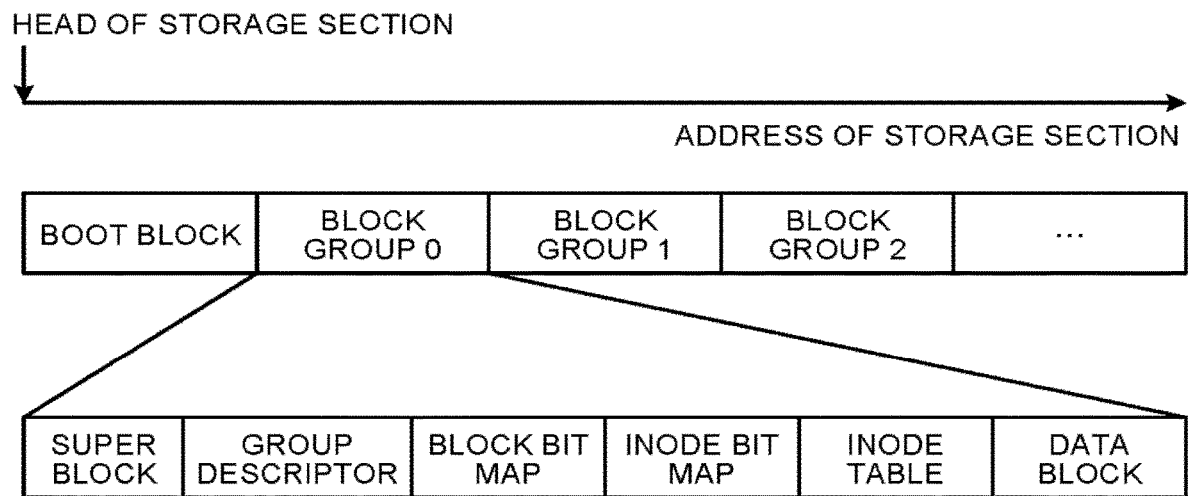 HEAD OF STORAGE SECTION
ADDRESS OF STORAGE SECTION
BOOT BLOCK
BLOCK
GROUP 0
BLOCK
GROUP 1
BLOCK
GROUP 2
...
SUPER
BLOCK
GROUP
DESCRIPTOR
BLOCK BIT
MAP
INODE BIT
MAP
INODE
TABLE
DATA
BLOCK